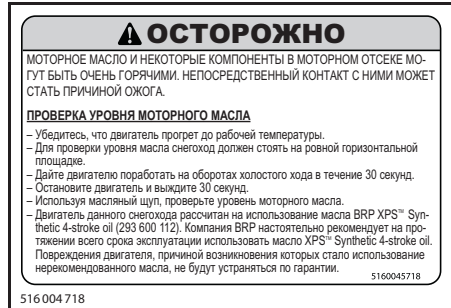 ОСТОРОЖНО
МОТОРНОЕ МАСЛО И НЕКОТОРЫЕ КОМПОНЕНТЫ В МОТОРНОМ ОТСЕКЕ МО-
ГУТ БЫТЬ ОЧЕНЬ ГОРЯЧИМИ. НЕПОСРЕДСТВЕННЫЙ КОНТАКТ С НИМИ МОЖЕТ
СТАТЬ ПРИЧИНОЙ ОЖОГА.
ПРОВЕРКА УРОВНЯ МОТОРНОГО МАСЛА
– Убедитесь, что двигатель прогрет до рабочей температуры.
– Для проверки уровня масла снегоход должен стоять на ровной горизонтальной
площадке.
– Дайте двигателю поработать на оборотах холостого хода в течение 30 секунд.
– Остановите двигатель и выждите 30 секунд.
– Используя масляный щуп, проверьте уровень моторного масла.
– Двигатель данного снегохода рассчитан на использование масла BRP XPS™ Syn-
thetic 4-stroke oil (293 600 112). Компания BRP настоятельно рекомендует на про-
тяжении всего срока эксплуатации использовать масло XPS™ Synthetic 4-stroke oil.
Повреждения двигателя, причиной возникновения которых стало использование
нерекомендованного масла, не будут устраняться по гарантии.
5160045718
516 004 718